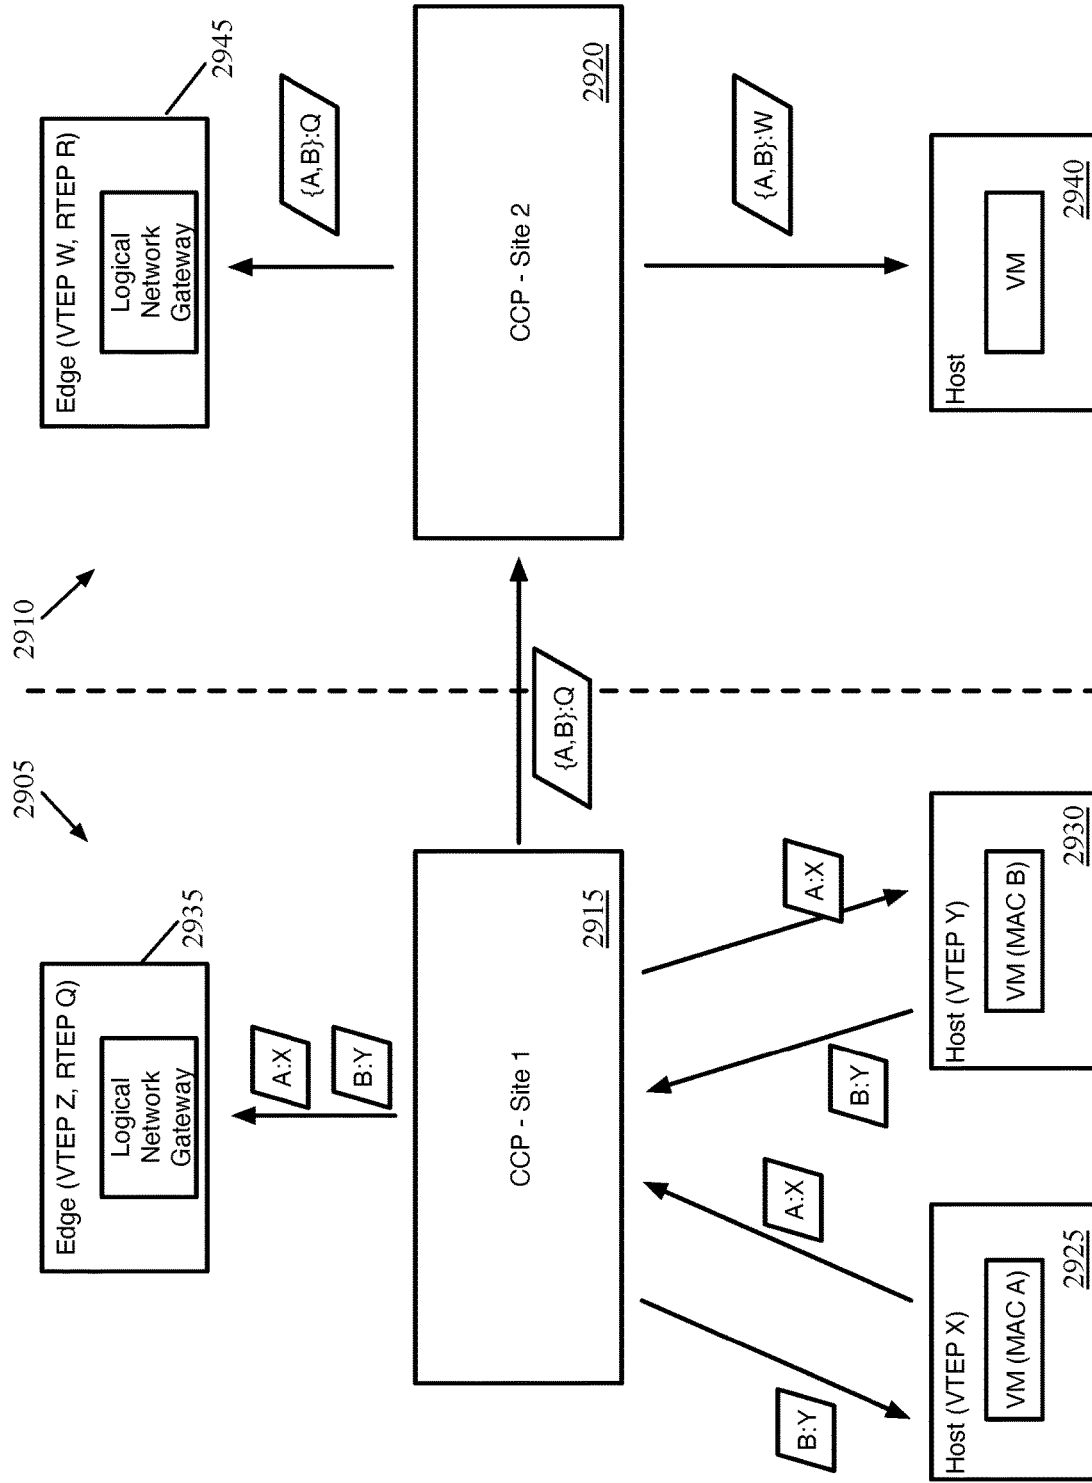 2905
2910
Edge (VTEP Z, RTEP Q)
Logical
Network
Gateway
2935
Edge (VTEP W, RTEP R)
Logical
Network
Gateway
2945
A:X
B:Y
{A,B}:Q
CCP - Site 1
2915
{A,B}:Q
CCP - Site 2
2920
B:Y
A:X
B:Y
A:X
{A,B}:W
Host (VTEP X)
VM (MAC A)
2925
Host (VTEP Y)
VM (MAC B)
2930
Host
VM
2940